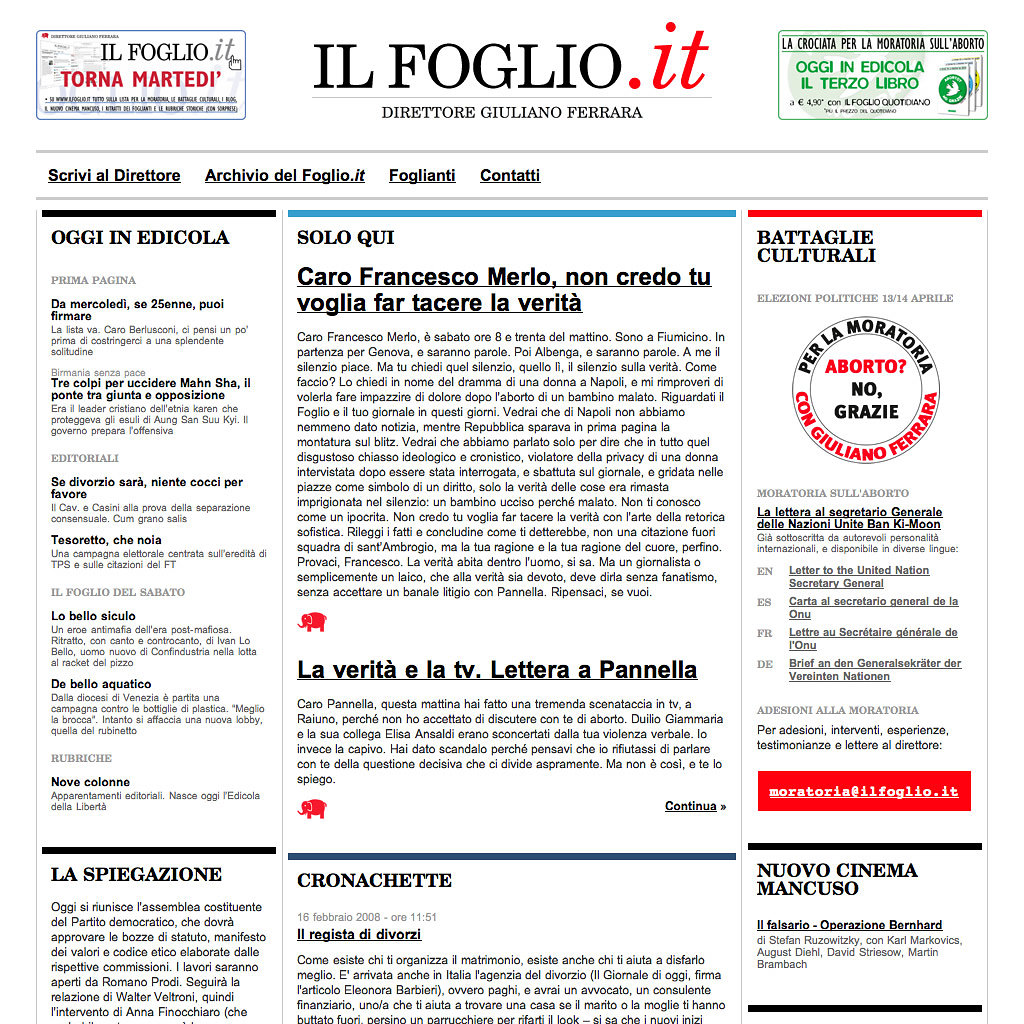 DIRETTORE GIULIANO FERRARA
IL FOGLIO.it
TORNA MARTEDI'
• SU WWW.ILFOGLIO.IT TUTTO SULLA LISTA PER LA MORATORIA, LE BATTAGLIE CULTURALI, I BLOG,
IL NUOVO CINEMA MANCUSO, I RITRATTI DEI FOGLIANTI E LE RUBRICHE STORICHE (CON SORPRESE)
IL FOGLIO.it
DIRETTORE GIULIANO FERRARA
LA CROCIATA PER LA MORATORIA SULL'ABORTO
OGGI IN EDICOLA
IL TERZO LIBRO
a € 4,90* con IL FOGLIO QUOTIDIANO
*PIU IL PREZZO DEL QUOTIDIANO
Scrivi al Direttore
Archivio del Foglio.it
Foglianti
Contatti
OGGI IN EDICOLA
PRIMA PAGINA
Da mercoledì, se 25enne, puoi
firmare
La lista va. Caro Berlusconi, ci pensi un po'
prima di costringerci a una splendente
solitudine
Birmania senza pace
Tre colpi per uccidere Mahn Sha, il
ponte tra giunta e opposizione
Era il leader cristiano dell'etnia karen che
proteggeva gli esuli di Aung San Suu Kyi. Il
governo prepara l'offensiva
EDITORIALI
Se divorzio sarà, niente cocci per
favore
Il Cav. e Casini alla prova della separazione
consensuale. Cum grano salis
Tesoretto, che noia
Una campagna elettorale centrata sull'eredità di
TPS e sulle citazioni del FT
IL FOGLIO DEL SABATO
Lo bello siculo
Un eroe antimafia dell'era post-mafiosa.
Ritratto, con canto e controcanto, di Ivan Lo
Bello, uomo nuovo di Confindustria nella lotta
al racket del pizzo
De bello aquatico
Dalla diocesi di Venezia è partita una
campagna contro le bottiglie di plastica. "Meglio
la brocca". Intanto si affaccia una nuova lobby,
quella del rubinetto
RUBRICHE
Nove colonne
Apparentamenti editoriali. Nasce oggi l'Edicola
della Libertà
LA SPIEGAZIONE
Oggi si riunisce l'assemblea costituente
del Partito democratico, che dovrà
approvare le bozze di statuto, manifesto
dei valori e codice etico elaborate dalle
rispettive commissioni. I lavori saranno
aperti da Romano Prodi. Seguirà la
relazione di Walter Veltroni, quindi
l'intervento di Anna Finocchiaro (che
SOLO QUI
Caro Francesco Merlo, non credo tu
voglia far tacere la verità
Caro Francesco Merlo, è sabato ore 8 e trenta del mattino. Sono a Fiumicino. In
partenza per Genova, e saranno parole. Poi Albenga, e saranno parole. A me il
silenzio piace. Ma tu chiedi quel silenzio, quello lì, il silenzio sulla verità. Come
faccio? Lo chiedi in nome del dramma di una donna a Napoli, e mi rimproveri di
volerla fare impazzire di dolore dopo l'aborto di un bambino malato. Riguardati il
Foglio e il tuo giornale in questi giorni. Vedrai che di Napoli non abbiamo
nemmeno dato notizia, mentre Repubblica sparava in prima pagina la
montatura sul blitz. Vedrai che abbiamo parlato solo per dire che in tutto quel
disgustoso chiasso ideologico e cronistico, violatore della privacy di una donna
intervistata dopo essere stata interrogata, e sbattuta sul giornale, e gridata nelle
piazze come simbolo di un diritto, solo la verità delle cose era rimasta
imprigionata nel silenzio: un bambino ucciso perché malato. Non ti conosco
come un ipocrita. Non credo tu voglia far tacere la verità con l'arte della retorica
sofistica. Rileggi i fatti e concludine come ti detterebbe, non una citazione fuori
squadra di sant'Ambrogio, ma la tua ragione e la tua ragione del cuore, perfino.
Provaci, Francesco. La verità abita dentro l'uomo, si sa. Ma un giornalista o
semplicemente un laico, che alla verità sia devoto, deve dirla senza fanatismo,
senza accettare un banale litigio con Pannella. Ripensaci, se vuoi.
La verità e la tv. Lettera a Pannella
Caro Pannella, questa mattina hai fatto una tremenda scenataccia in tv, a
Raiuno, perché non ho accettato di discutere con te di aborto. Duilio Giammaria
e la sua collega Elisa Ansaldi erano sconcertati dalla tua violenza verbale. Io
invece la capivo. Hai dato scandalo perché pensavi che io rifiutassi di parlare
con te della questione decisiva che ci divide aspramente. Ma non è così, e te lo
spiego.
Continua »
CRONACHETTE
16 febbraio 2008 - ore 11:51
Il regista di divorzi
Come esiste chi ti organizza il matrimonio, esiste anche chi ti aiuta a disfarlo
meglio. E' arrivata anche in Italia l'agenzia del divorzio (Il Giornale di oggi, firma
l'articolo Eleonora Barbieri), ovvero paghi, e avrai un avvocato, un consulente
finanziario, uno/a che ti aiuta a trovare una casa se il marito o la moglie ti hanno
buttato fuori, persino un parrucchiere per rifarti il look – si sa che i nuovi inizi
BATTAGLIE
CULTURALI
ELEZIONI POLITICHE 13/14 APRILE
PER LA MORATORIA
ABORTO?
NO,
GRAZIE
CON GIULIANO FERRARA
MORATORIA SULL'ABORTO
La lettera al segretario Generale
delle Nazioni Unite Ban Ki-Moon
Già sottoscritta da autorevoli personalità
internazionali, e disponibile in diverse lingue:
EN Letter to the United Nation
Secretary General
ES Carta al secretario general de la
Onu
FR Lettre au Secrétaire générale de
l'Onu
DE Brief an den Generalsekräter der
Vereinten Nationen
ADESIONI ALLA MORATORIA
Per adesioni, interventi, esperienze,
testimonianze e lettere al direttore:
moratoria@ilfoglio.it
NUOVO CINEMA
MANCUSO
Il falsario - Operazione Bernhard
di Stefan Ruzowitzky, con Karl Markovics,
August Diehl, David Striesow, Martin
Brambach